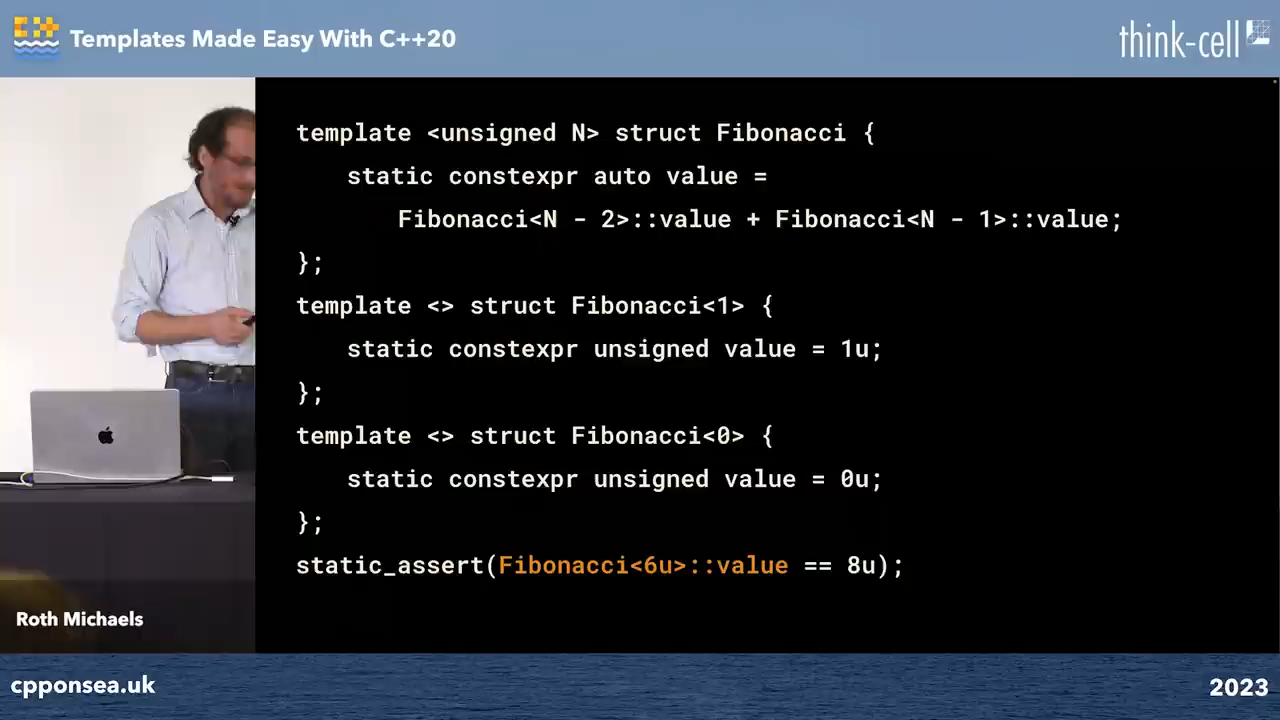 Templates Made Easy With C++20
think-cell
template <unsigned N> struct Fibonacci {
static constexpr auto value =
Fibonacci<N - 2>::value + Fibonacci<N - 1>::value;
};
template <> struct Fibonacci<1> {
static constexpr unsigned value = 1u;
};
template <> struct Fibonacci<0> {
static constexpr unsigned value = 0u;
};
static_assert(Fibonacci<6u>::value == 8u);
Roth Michaels
cpponsea.uk
2023